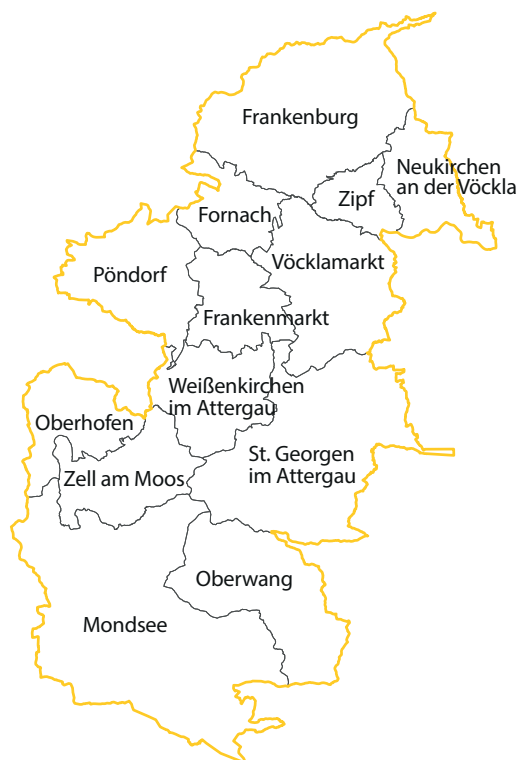 Frankenburg
Neukirchen
an der Vöckla
Zipf
Fornach
Vöcklamarkt
Pöndorf
Frankenmarkt
Weißenkirchen
im Attergau
Oberhofen
St. Georgen
im Attergau
Zell am Moos
Oberwang
Mondsee